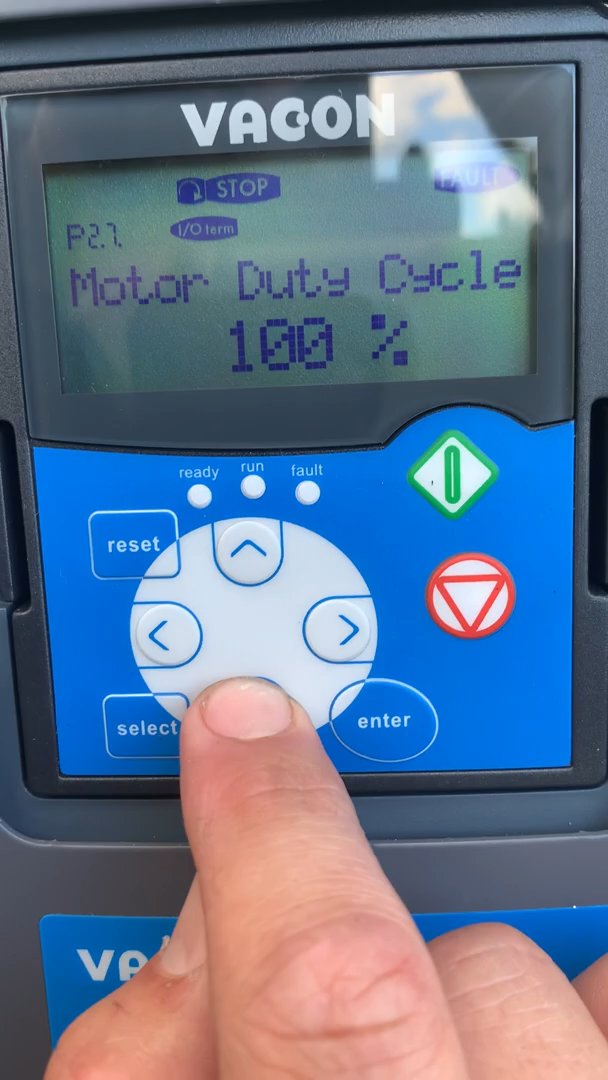 VACON
STOP
FAULT
P2.7
I/O term
Motor Duty Cycle
100 %
ready
run
fault
reset
select
enter